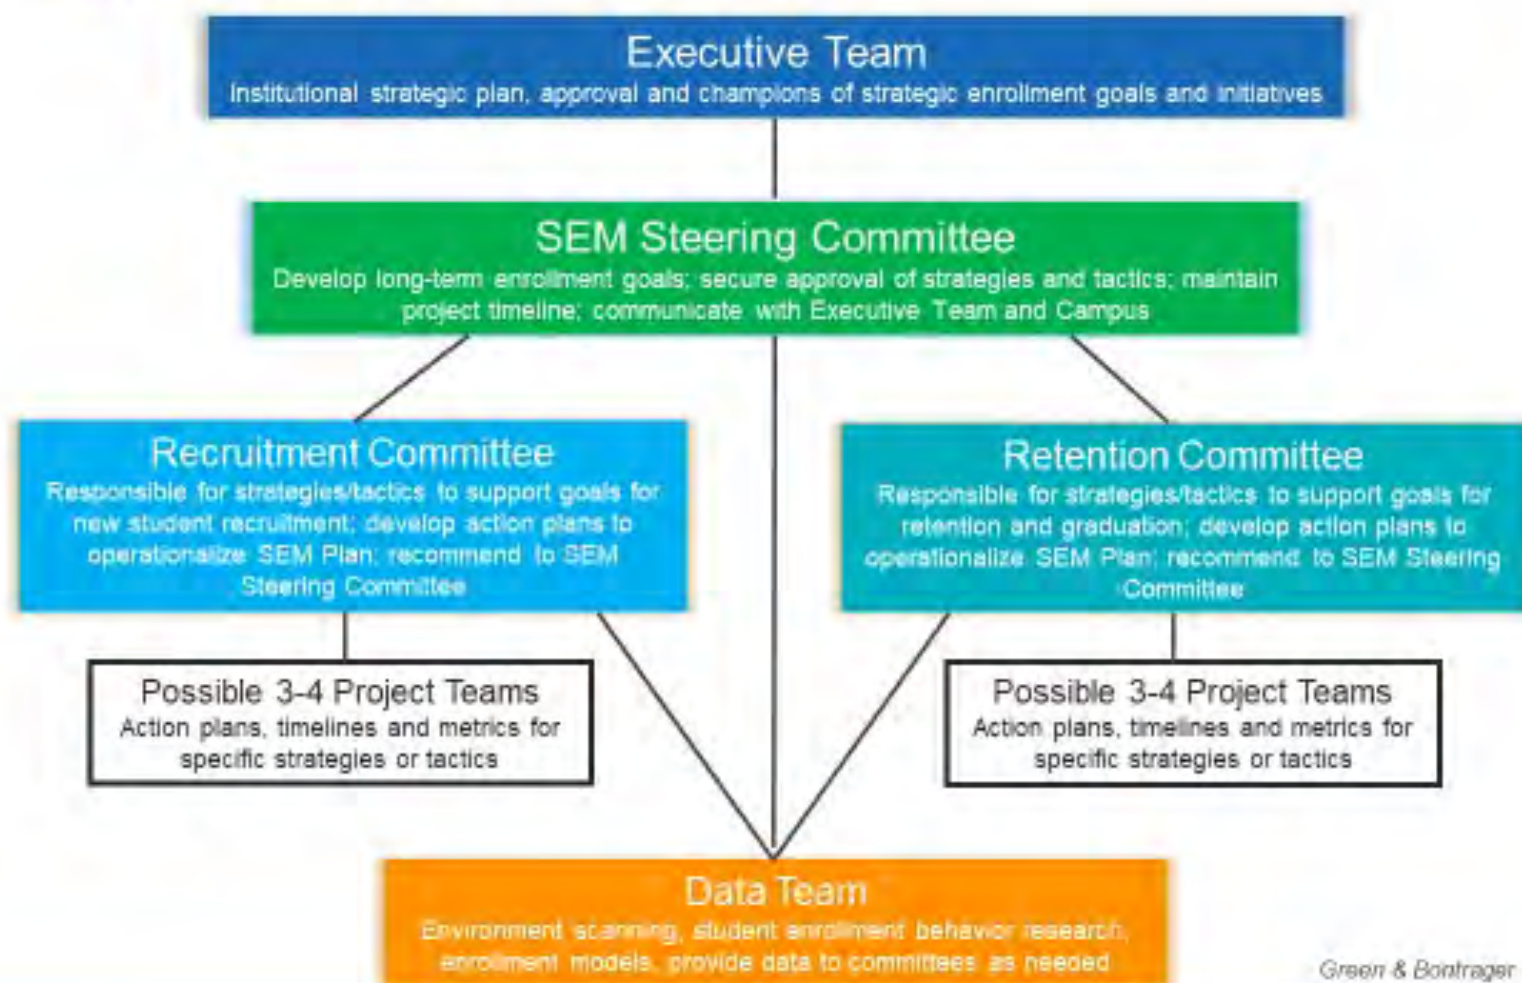 Executive Team
Institutional strategic plan, approval and champions of strategic enrollment goals and initiatives
SEM Steering Committee
Develop long-term enrollment goals; secure approval of strategies and tactics; maintain
project timeline; communicate with Executive Team and Campus
Recruitment Committee
Responsible for strategies/tactics to support goals for
new student recruitment; develop action plans to
operationalize SEM Plan; recommend to SEM
Steering Committee
Retention Committee
Responsible for strategies/tactics to support goals for
retention and graduation; develop action plans to
operationalize SEM Plan; recommend to SEM Steering
Committee
Possible 3-4 Project Teams
Action plans, timelines and metrics for
specific strategies or tactics
Possible 3-4 Project Teams
Action plans, timelines and metrics for
specific strategies or tactics
Data Team
Environment scanning, student enrollment behavior research,
enrollment models, provide data to committees as needed
Green & Bontrager